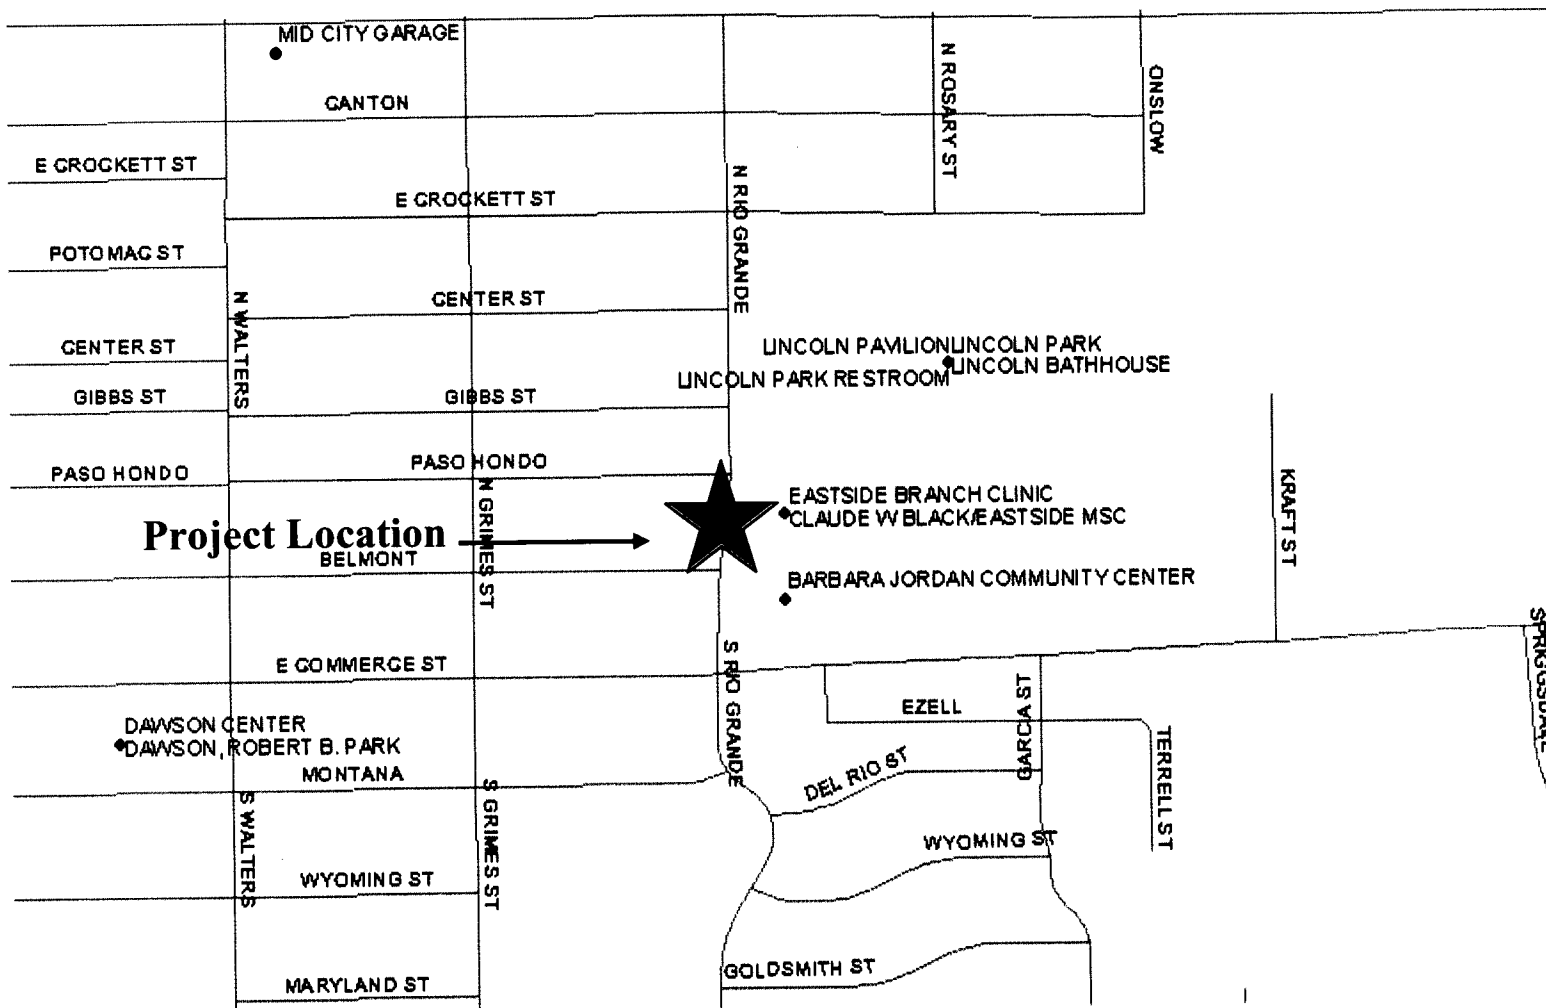 MID CITY GARAGE
N ROSARY ST
ONSLOW
CANTON
E CROCKETT ST
E CROCKETT ST
N RIO GRANDE
POTOMAC ST
N WALTERS
CENTER ST
CENTER ST
LINCOLN PAVILION
LINCOLN PARK
LINCOLN BATHHOUSE
LINCOLN PARK RESTROOM
GIBBS ST
GIBBS ST
PASO HONDO
PASO HONDO
N GRIMES ST
KRAFT ST
EASTSIDE BRANCH CLINIC
CLAUDE W BLACK/EASTSIDE MSC
Project Location
BELMONT
BARBARA JORDAN COMMUNITY CENTER
SPRIGGSDALE
S RIO GRANDE
E COMMERCE ST
GARCIA ST
EZELL
DAWSON CENTER
DAWSON, ROBERT B. PARK
TERRELL ST
MONTANA
DEL RIO ST
S WALTERS
S GRIMES ST
WYOMING ST
WYOMING ST
GOLDSMITH ST
MARYLAND ST